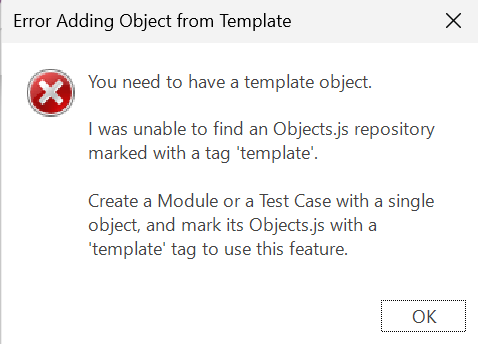 Error Adding Object from Template
You need to have a template object.
I was unable to find an Objects.js repository
marked with a tag 'template'.
Create a Module or a Test Case with a single
object, and mark its Objects.js with a
'template' tag to use this feature.
OK